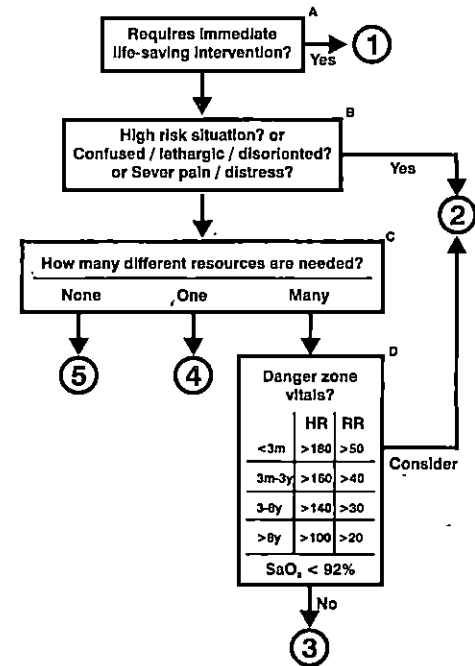 A
Requires immediate
life-saving intervention?
Yes
1
B
High risk situation? or
Confused / lethargic / disoriented?
or Sever pain / distress?
Yes
2
C
How many different resources are needed?
None One Many
5
4
D
Danger zone
vitals?
HR RR
<3m >180 >50
3m-3y >160 >40
3-8y >140 >30
>8y >100 >20
SaO₂ < 92%
Consider
No
3